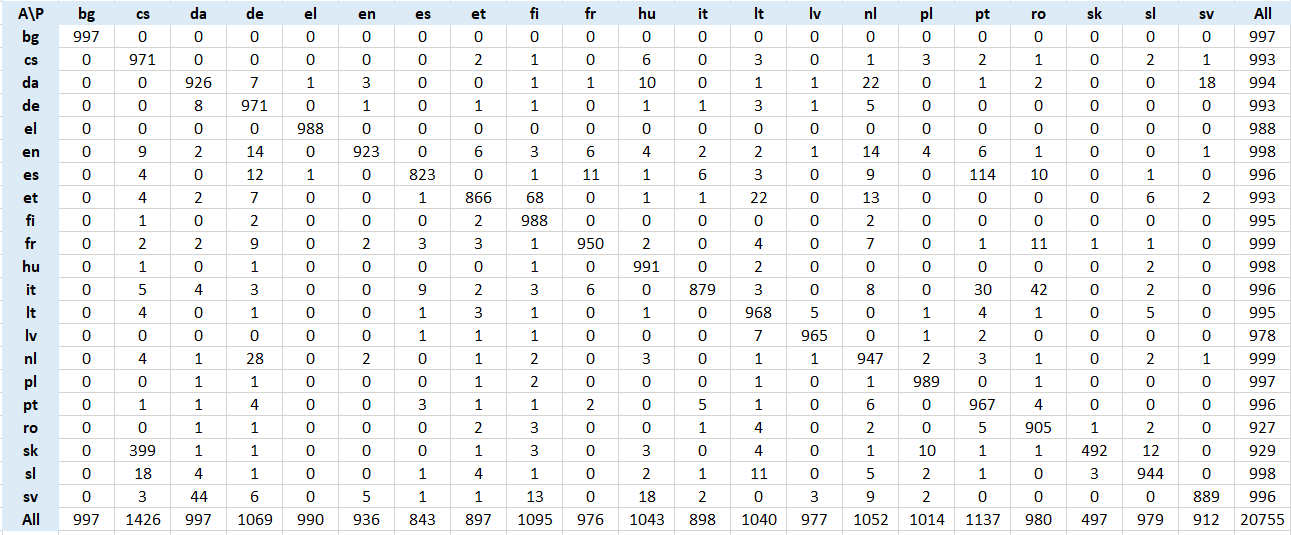 A\P bg cs da de el en es et fi fr hu it lt lv nl pl pt ro sk sl sv All
bg 997 0 0 0 0 0 0 0 0 0 0 0 0 0 0 0 0 0 0 0 0 997
cs 0 971 0 0 0 0 0 2 1 0 6 0 3 0 1 3 2 1 0 2 1 993
da 0 0 926 7 1 3 0 0 1 1 10 0 1 1 22 0 1 2 0 0 18 994
de 0 0 8 971 0 1 0 1 1 0 1 1 3 1 5 0 0 0 0 0 0 993
el 0 0 0 0 988 0 0 0 0 0 0 0 0 0 0 0 0 0 0 0 0 988
en 0 9 2 14 0 923 0 6 3 6 4 2 2 1 14 4 6 1 0 0 1 998
es 0 4 0 12 1 0 823 0 1 11 1 6 3 0 9 0 114 10 0 1 0 996
et 0 4 2 7 0 0 1 866 68 0 1 1 22 0 13 0 0 0 0 6 2 993
fi 0 1 0 2 0 0 0 2 988 0 0 0 0 0 2 0 0 0 0 0 0 995
fr 0 2 2 9 0 2 3 3 1 950 2 0 4 0 7 0 1 11 1 1 0 999
hu 0 1 0 1 0 0 0 0 1 0 991 0 2 0 0 0 0 0 0 2 0 998
it 0 5 4 3 0 0 9 2 3 6 0 879 3 0 8 0 30 42 0 2 0 996
lt 0 4 0 1 0 0 1 3 1 0 1 0 968 5 0 1 4 1 0 5 0 995
lv 0 0 0 0 0 0 1 1 1 0 0 0 7 965 0 1 2 0 0 0 0 978
nl 0 4 1 28 0 2 0 1 2 0 3 0 1 1 947 2 3 1 0 2 1 999
pl 0 0 1 1 0 0 0 1 2 0 0 0 1 0 1 989 0 1 0 0 0 997
pt 0 1 1 4 0 0 3 1 1 2 0 5 1 0 6 0 967 4 0 0 0 996
ro 0 0 1 1 0 0 0 2 3 0 0 1 4 0 2 0 5 905 1 2 0 927
sk 0 399 1 1 0 0 0 1 3 0 3 0 4 0 1 10 1 1 492 12 0 929
sl 0 18 4 1 0 0 1 4 1 0 2 1 11 0 5 2 1 0 3 944 0 998
sv 0 3 44 6 0 5 1 1 13 0 18 2 0 3 9 2 0 0 0 0 889 996
All 997 1426 997 1069 990 936 843 897 1095 976 1043 898 1040 977 1052 1014 1137 980 497 979 912 20755